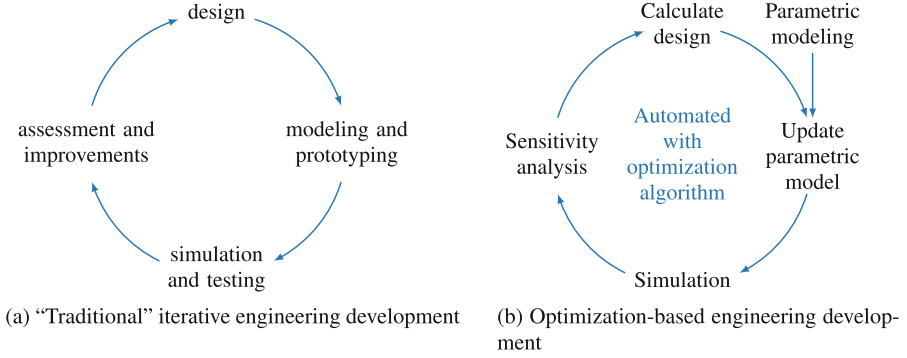 design
assessment and
improvements
modeling and
prototyping
simulation
and testing
(a) “Traditional” iterative engineering development
Calculate
design
Parametric
modeling
Sensitivity
analysis
Automated
with
optimization
algorithm
Update
parametric
model
Simulation
(b) Optimization-based engineering develop-
ment